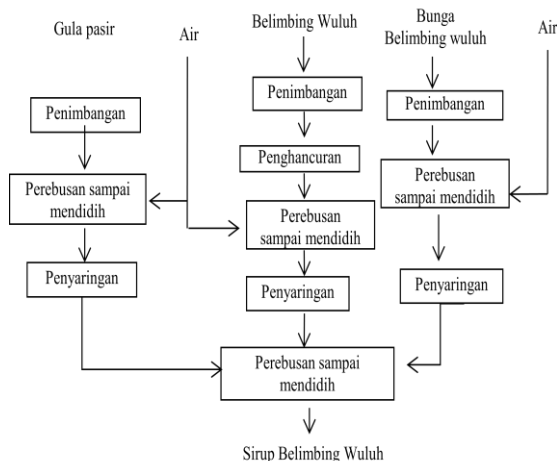 Gula pasir
Air
Belimbing Wuluh
Bunga
Belimbing wuluh
Air
Penimbangan
Penimbangan
Penimbangan
Penghancuran
Perebusan sampai
mendidih
Perebusan
sampai mendidih
Perebusan
sampai mendidih
Penyaringan
Penyaringan
Penyaringan
Perebusan sampai
mendidih
Sirup Belimbing Wuluh